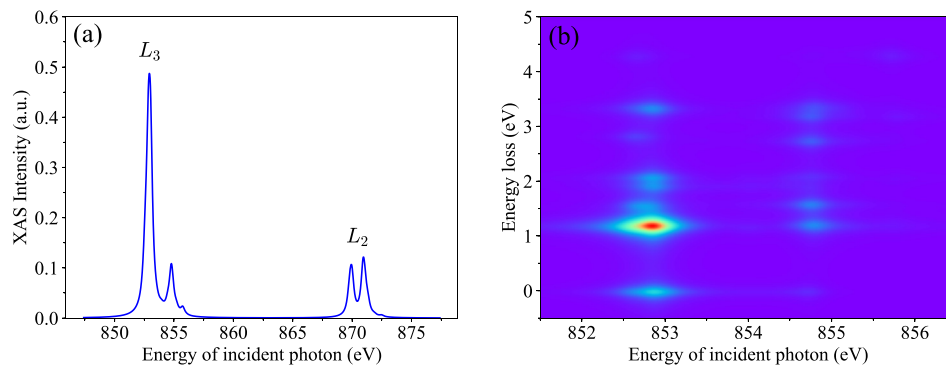 (a)
L3
L2
XAS Intensity (a.u.)
0.6
0.5
0.4
0.3
0.2
0.1
0.0
850 855 860 865 870 875
Energy of incident photon (eV)
(b)
Energy loss (eV)
5
4
3
2
1
0
852 853 854 855 856
Energy of incident photon (eV)